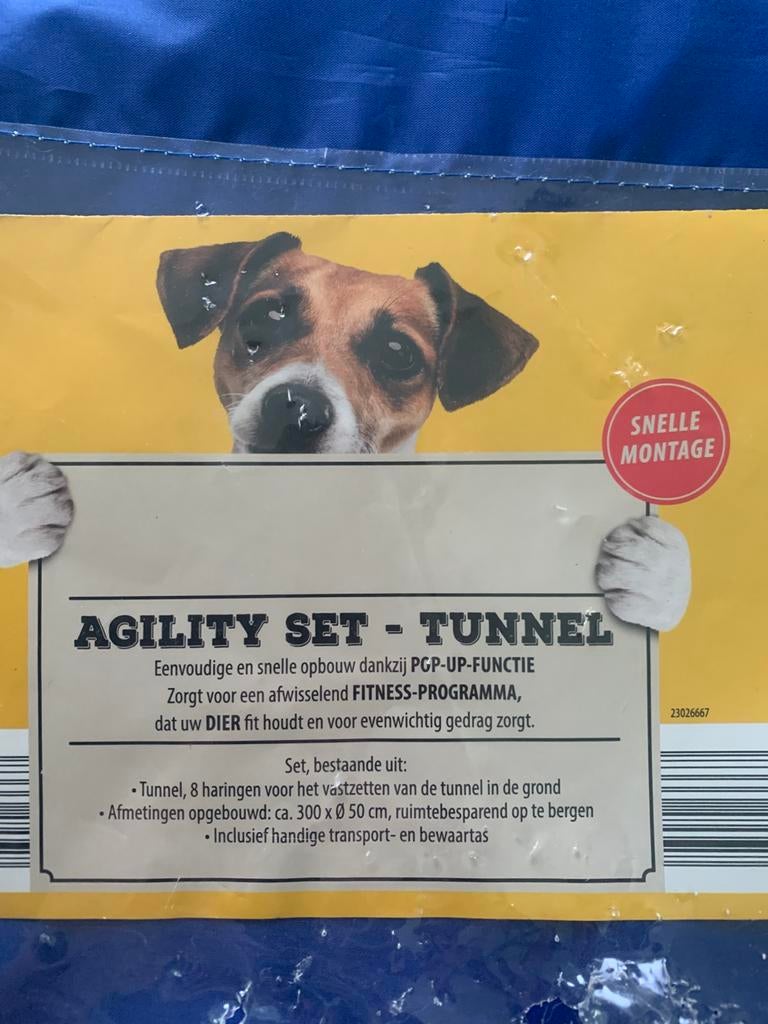 SNELLE
MONTAGE
AGILITY SET - TUNNEL
Eenvoudige en snelle opbouw dankzij POP-UP-FUNCTIE
Zorgt voor een afwisselend FITNESS-PROGRAMMA,
dat uw DIER fit houdt en voor evenwichtig gedrag zorgt.
23026667
Set, bestaande uit:
• Tunnel, 8 haringen voor het vastzetten van de tunnel in de grond
• Afmetingen opgebouwd: ca. 300 x Ø 50 cm, ruimtebesparend op te bergen
• Inclusief handige transport- en bewaartas